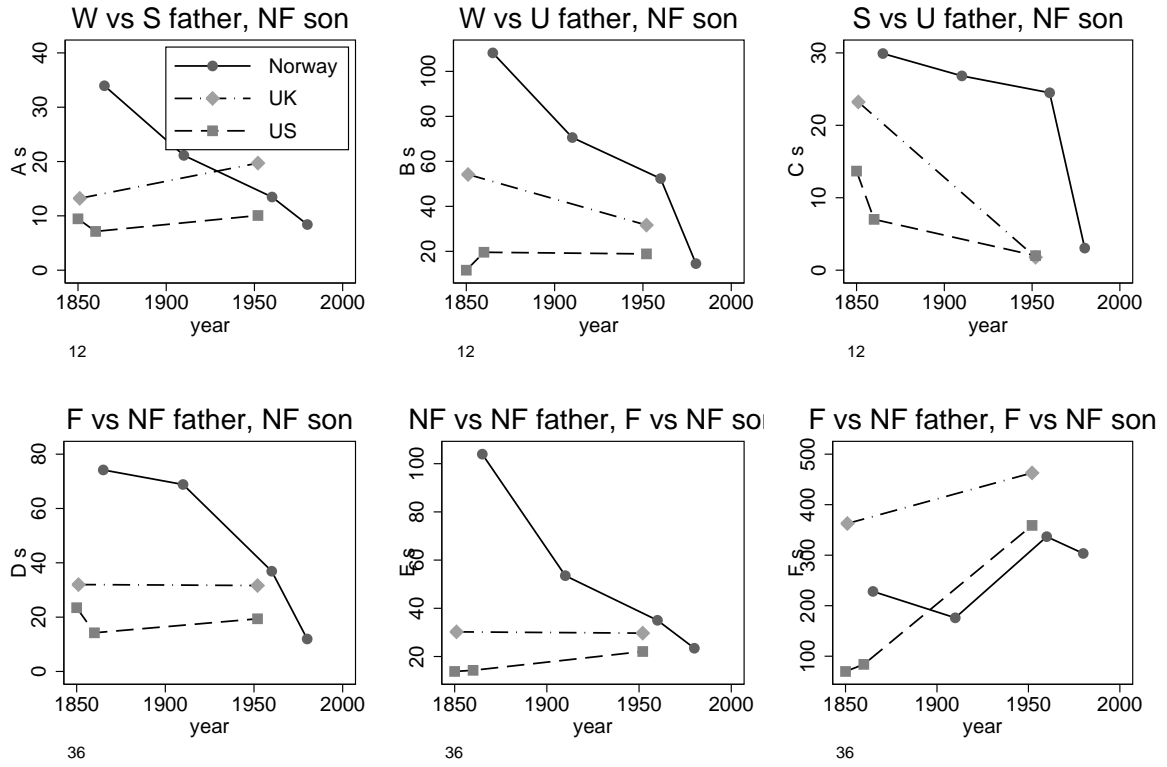 W vs S father, NF son
40
30
20
10
0
A s
Norway
UK
US
1850 1900 1950 2000
year
12
W vs U father, NF son
100
80
60
40
20
B s
1850 1900 1950 2000
year
12
S vs U father, NF son
30
20
10
0
C s
1850 1900 1950 2000
year
12
F vs NF father, NF son
80
60
40
20
0
D s
1850 1900 1950 2000
year
36
NF vs NF father, F vs NF so
100
80
60
40
20
E s
1850 1900 1950 2000
year
36
F vs NF father, F vs NF son
500
400
300
200
100
F s
1850 1900 1950 2000
year
36